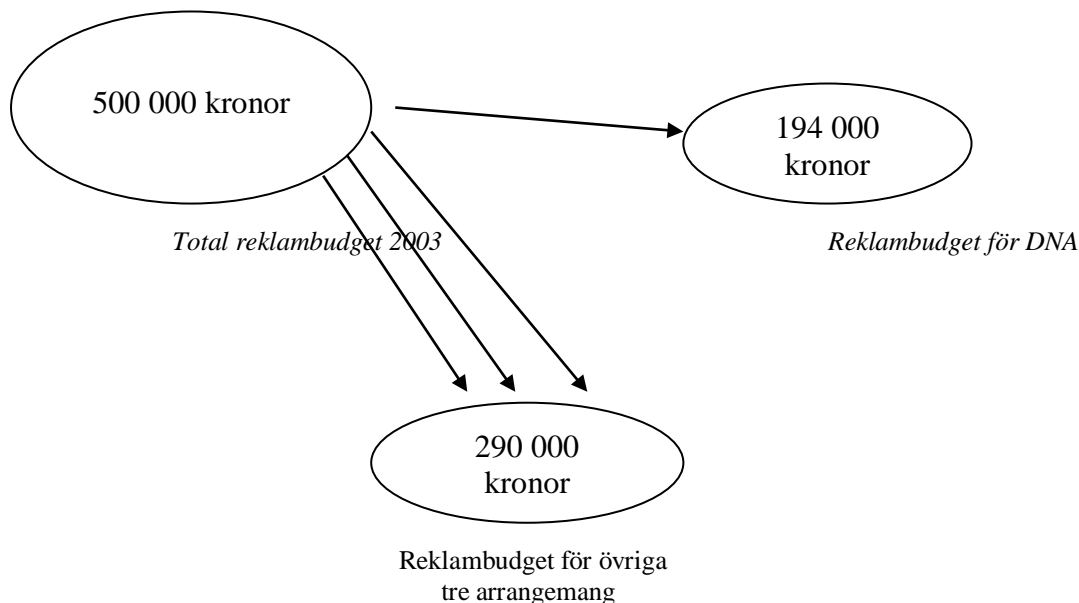 500 000 kronor
194 000
kronor
Total reklambudget 2003
Reklambudget för DNA
290 000
kronor
Reklambudget för övriga
tre arrangemang